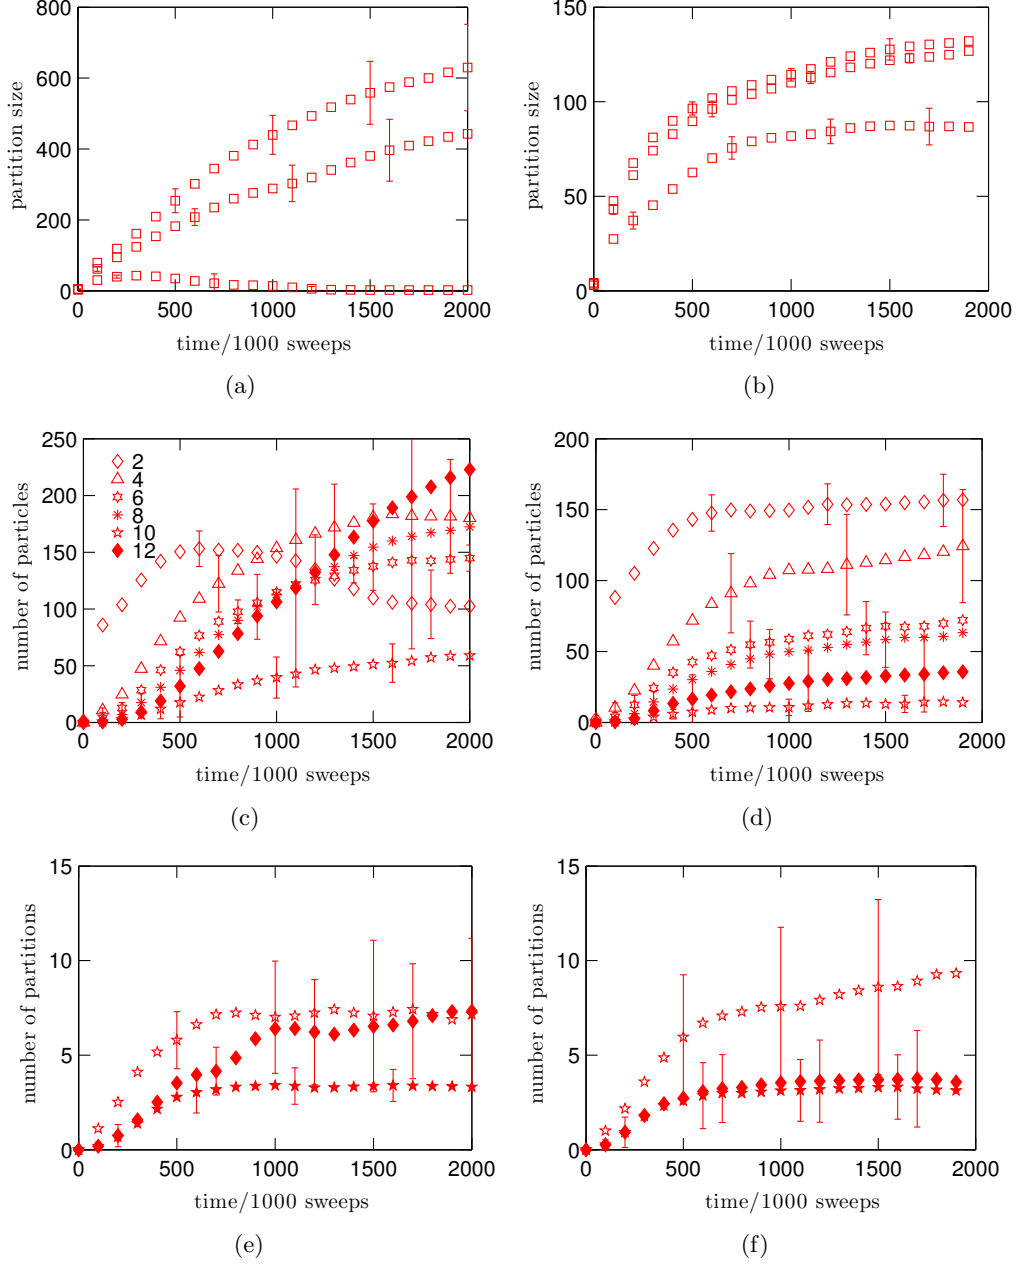 800
600
400
200
0
partition size
0 500 1000 1500 2000
time/1000 sweeps
(a)
150
100
50
0
partition size
0 500 1000 1500 2000
time/1000 sweeps
(b)
250
200
150
100
50
0
number of particles
2
4
6
8
10
12
0 500 1000 1500 2000
time/1000 sweeps
(c)
200
150
100
50
0
number of particles
0 500 1000 1500 2000
time/1000 sweeps
(d)
15
10
5
0
number of partitions
0 500 1000 1500 2000
time/1000 sweeps
(e)
15
10
5
0
number of partitions
0 500 1000 1500 2000
time/1000 sweeps
(f)